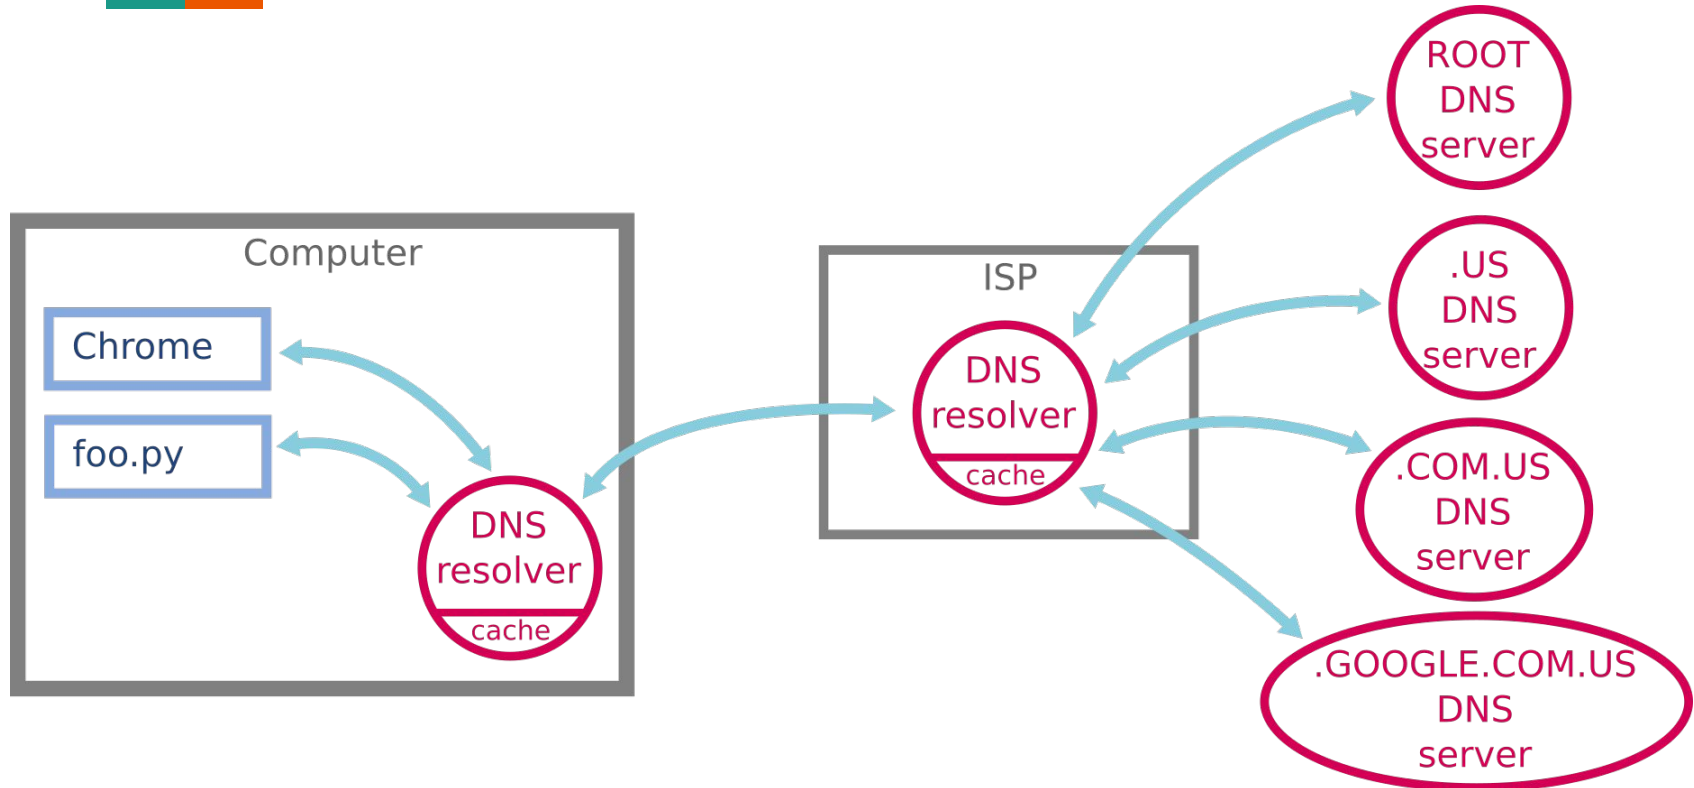 Computer
Chrome
foo.py
DNS
resolver
cache
ISP
DNS
resolver
cache
ROOT
DNS
server
.US
DNS
server
.COM.US
DNS
server
.GOOGLE.COM.US
DNS
server